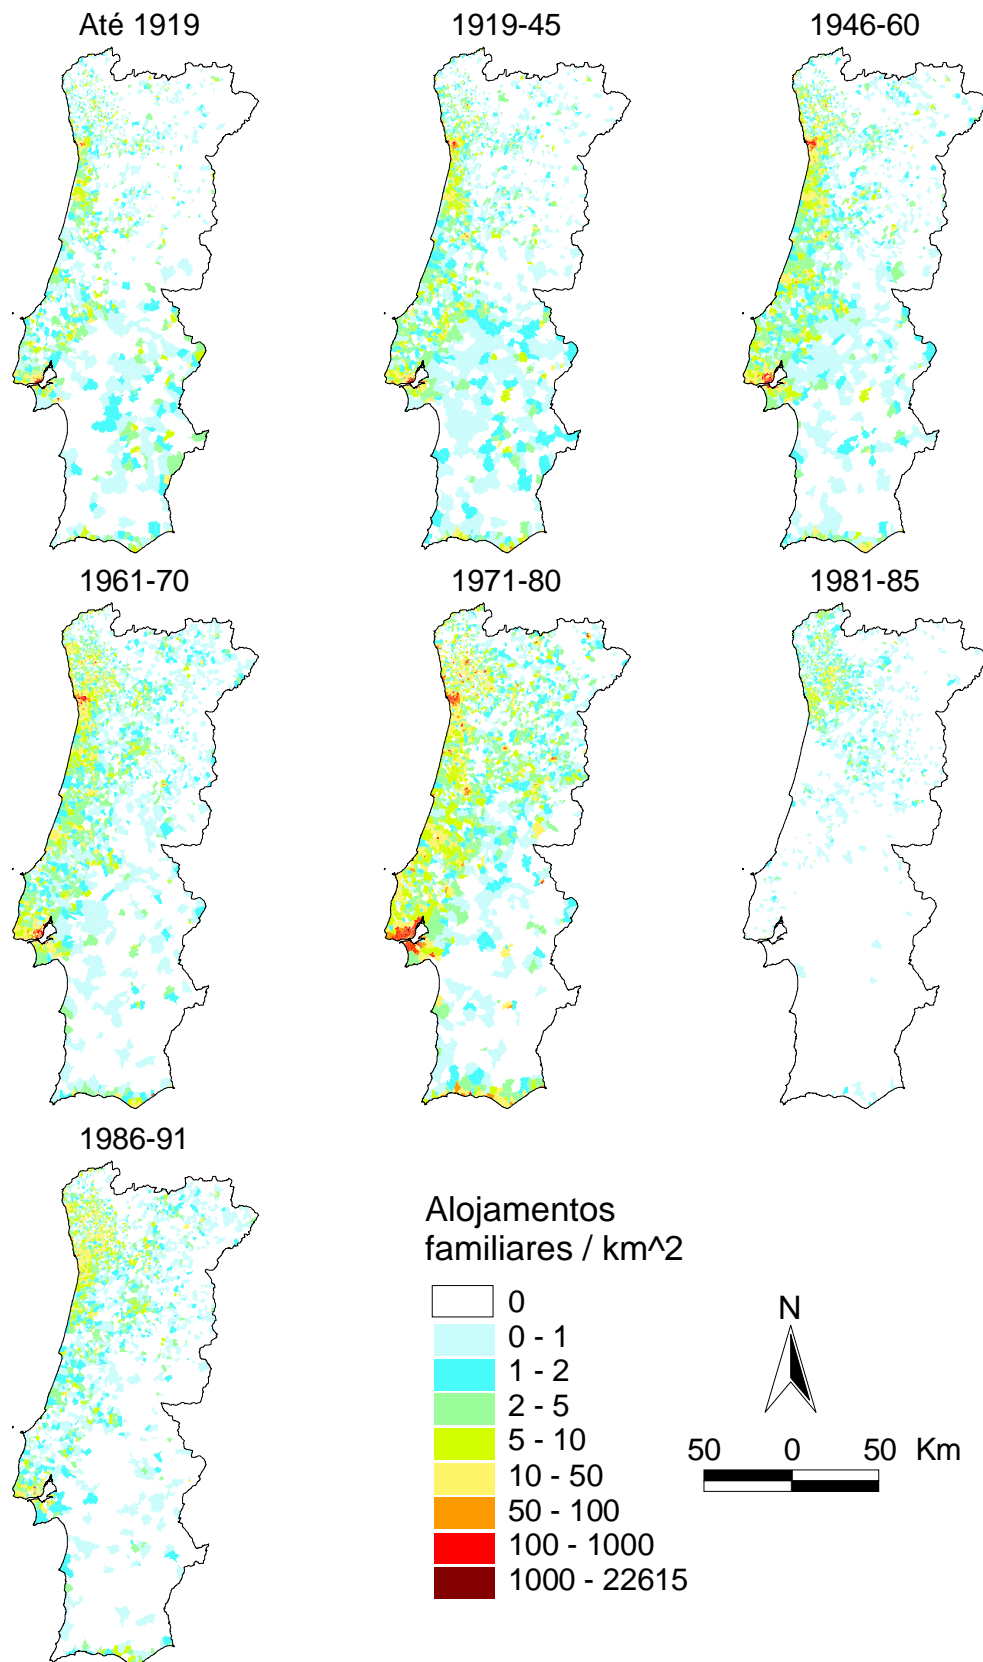 Até 1919
1919-45
1946-60
1961-70
1971-80
1981-85
1986-91
Alojamentos
familiares / km^2
0
0 - 1
1 - 2
2 - 5
5 - 10
10 - 50
50 - 100
100 - 1000
1000 - 22615
N
50 0 50 Km